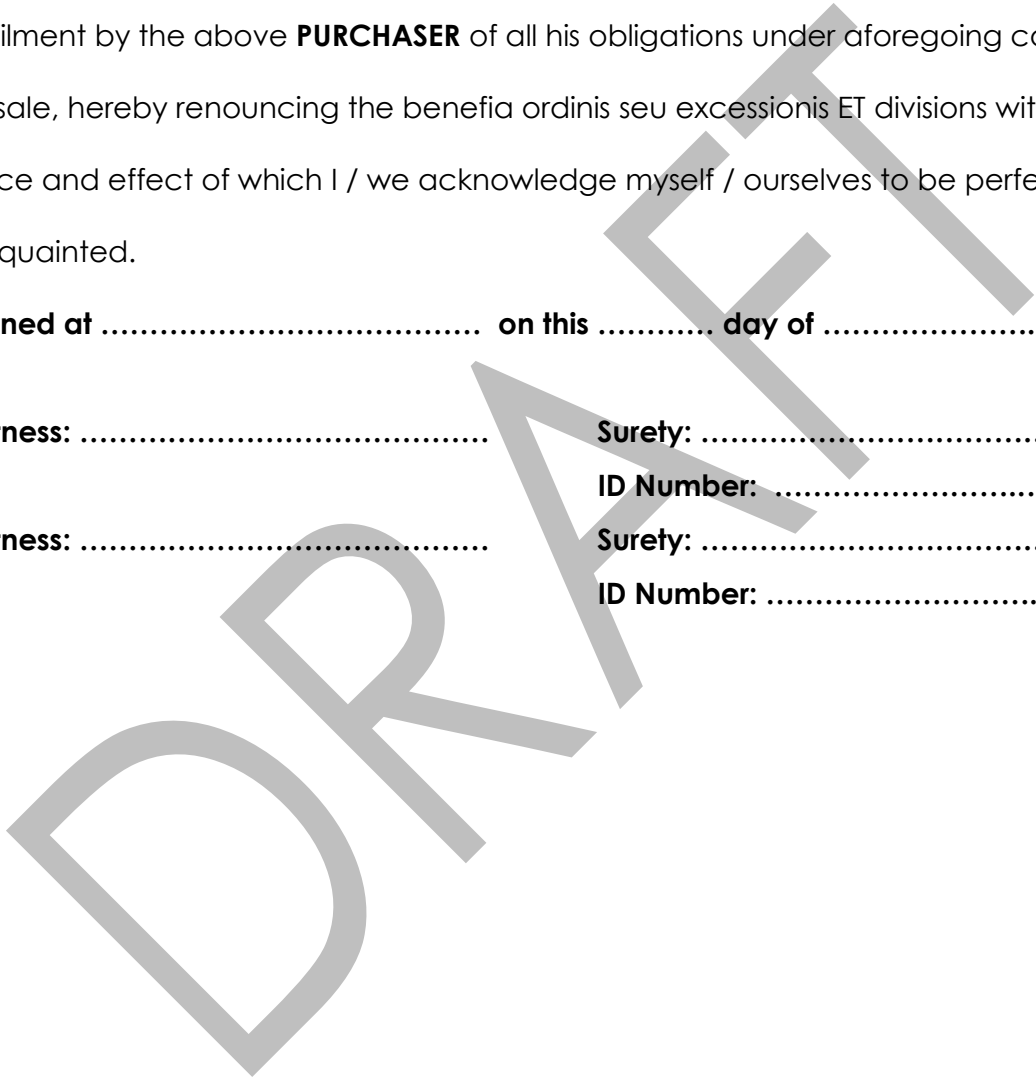 ilment by the above PURCHASER of all his obligations under aforegoing co
sale, hereby renouncing the benefia ordinis seu excessionis ET divisions wit
ce and effect of which I / we acknowledge myself / ourselves to be perfe
quainted.
ned at ………………………………… on this ………… day of …………………
ness: …………………………………… Surety: ……………………………
ID Number: ……………………
ness: …………………………………… Surety: ……………………………
ID Number: ………………………
DRAFT